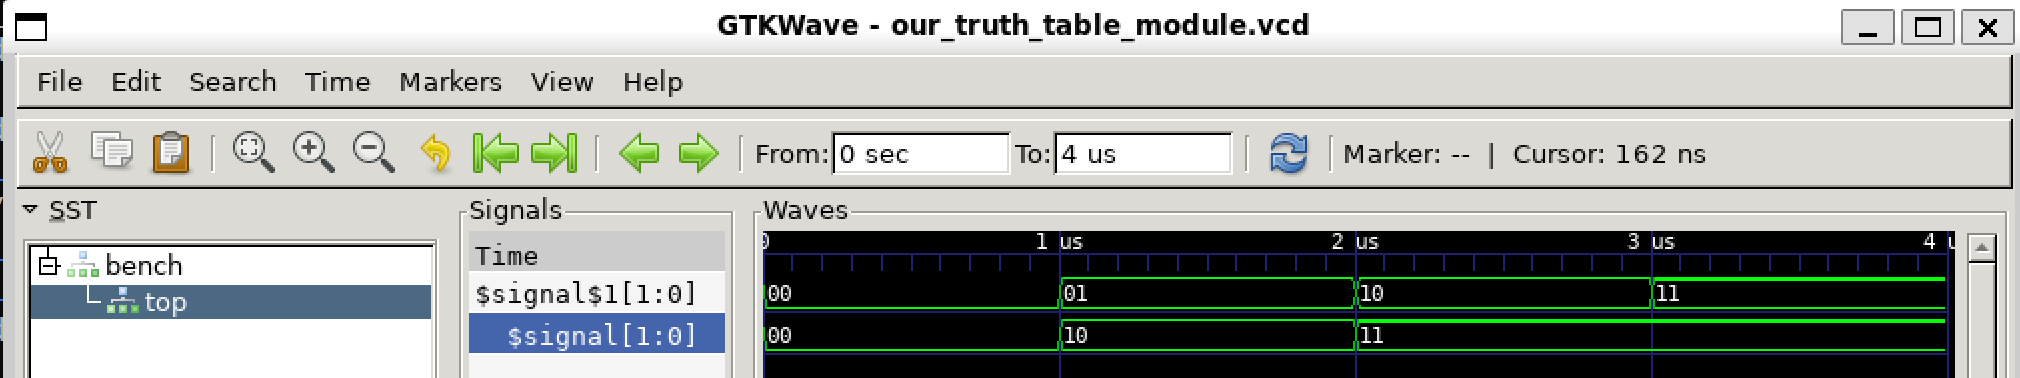 GTKWave - our_truth_table_module.vcd
File Edit Search Time Markers View Help
From: 0 sec To: 4 us Marker: -- | Cursor: 162 ns
SST
bench
top
Signals
Time
$signal$1[1:0]
$signal[1:0]
Waves
0 1 us 2 us 3 us 4
00 01 10 11
00 10 11